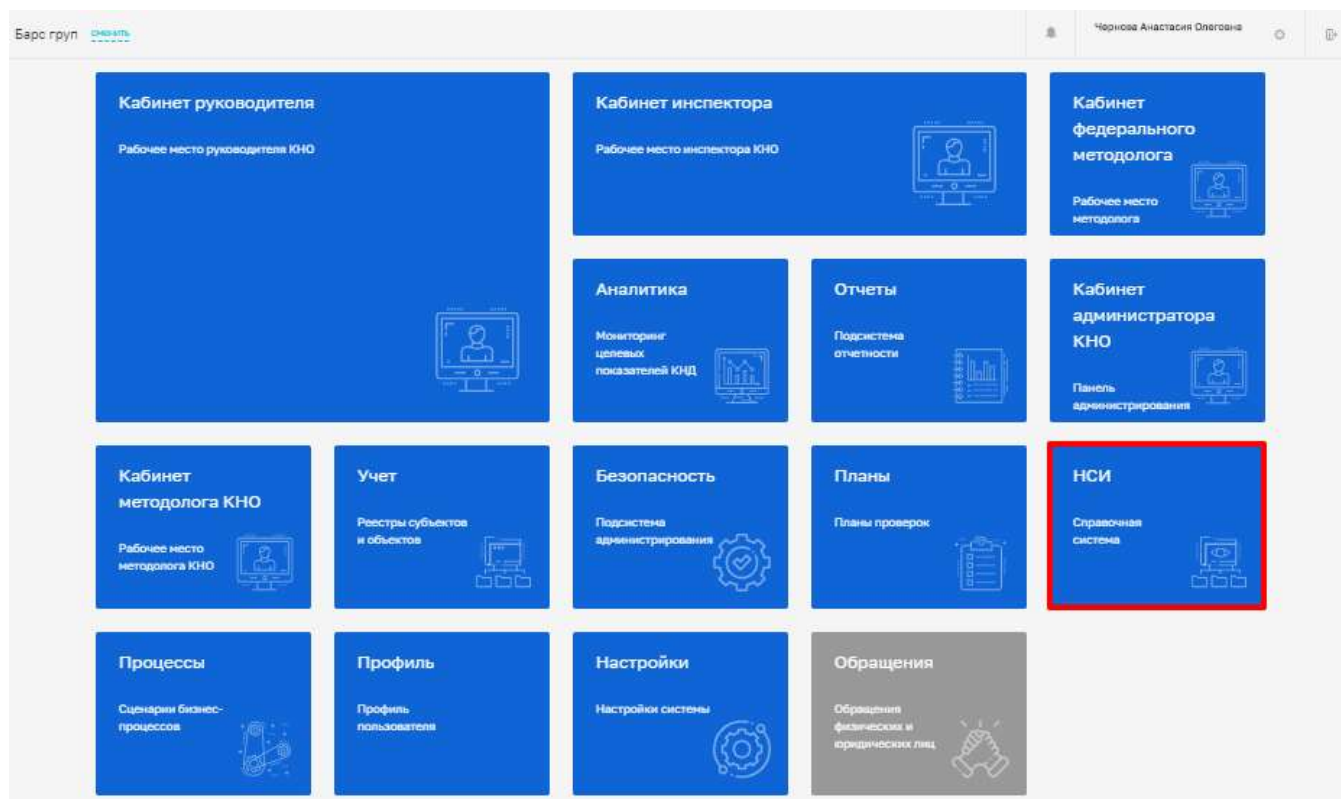 Барс груп сменить
Чернова Анастасия Олеговна
Кабинет руководителя
Рабочее место руководителя КНО
Кабинет инспектора
Рабочее место инспектора КНО
Кабинет
федерального
методолога
Рабочее место
методолога
Аналитика
Мониторинг
целевых
показателей КНД
Отчеты
Подсистема
отчетности
Кабинет
администратора
КНО
Панель
администрирования
Кабинет
методолога КНО
Рабочее место
методолога КНО
Учет
Реестры субъектов
и объектов
Безопасность
Подсистема
администрирования
Планы
Планы проверок
НСИ
Справочная
система
Процессы
Сценарии бизнес-
процессов
Профиль
Профиль
пользователя
Настройки
Настройки системы
Обращения
Обращения
физических и
юридических лиц